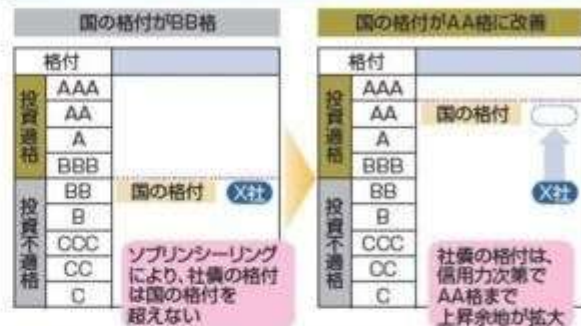 国の格付がBB格
格付
投資適格
AAA
AA
A
BBB
投資不適格
BB
B
CCC
CC
C
国の格付
X社
ソブリンシーリング
により、社債の格付
は国の格付を
超えない
国の格付がAA格に改善
格付
投資適格
AAA
AA
A
BBB
投資不適格
BB
B
CCC
CC
C
国の格付
X社
社債の格付は、
信用力次第で
AA格まで
上昇余地が拡大